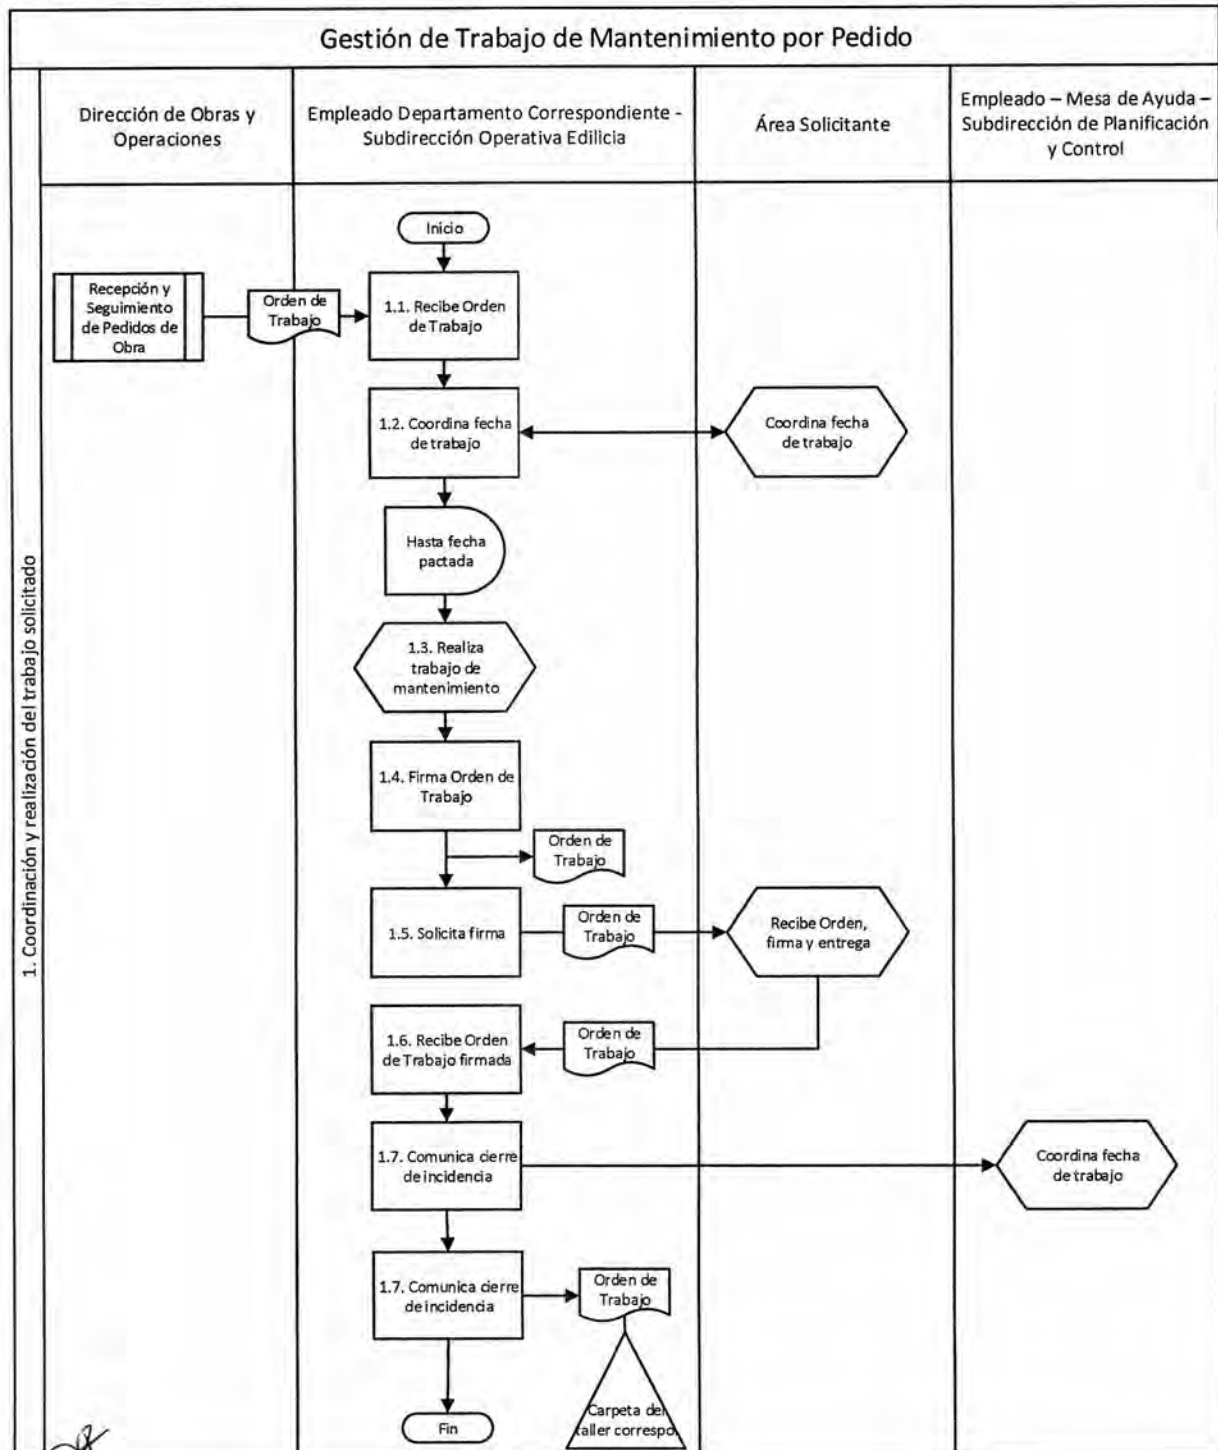 Gestión de Trabajo de Mantenimiento por Pedido
Dirección de Obras y
Operaciones
Empleado Departamento Correspondiente -
Subdirección Operativa Edilicia
Área Solicitante
Empleado – Mesa de Ayuda –
Subdirección de Planificación
y Control
1. Coordinación y realización del trabajo solicitado
Inicio
Recepción y
Seguimiento
de Pedidos de
Obra
Orden de
Trabajo
1.1. Recibe Orden
de Trabajo
1.2. Coordina fecha
de trabajo
Coordina fecha
de trabajo
Hasta fecha
pactada
1.3. Realiza
trabajo de
mantenimiento
1.4. Firma Orden de
Trabajo
Orden de
Trabajo
1.5. Solicita firma
Orden de
Trabajo
Recibe Orden,
firma y entrega
1.6. Recibe Orden
de Trabajo firmada
Orden de
Trabajo
1.7. Comunica cierre
de incidencia
Coordina fecha
de trabajo
1.7. Comunica cierre
de incidencia
Orden de
Trabajo
Carpeta del
taller correspo
Fin